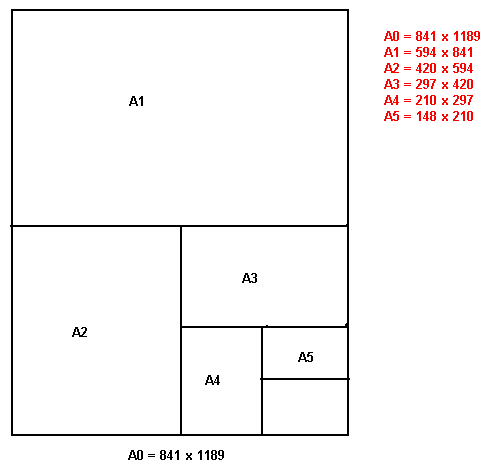 A0 = 841 x 1189
A1 = 594 x 841
A2 = 420 x 594
A3 = 297 x 420
A4 = 210 x 297
A5 = 148 x 210
A1
A3
A2
A5
A4
A0 = 841 x 1189